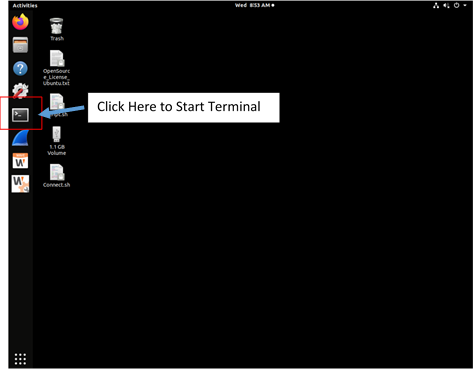 Activities
Wed 8:53 AM
Trash
OpenSourc
e_License_
Ubuntu.txt
Click Here to Start Terminal
1.1 GB
Volume
Connect.sh